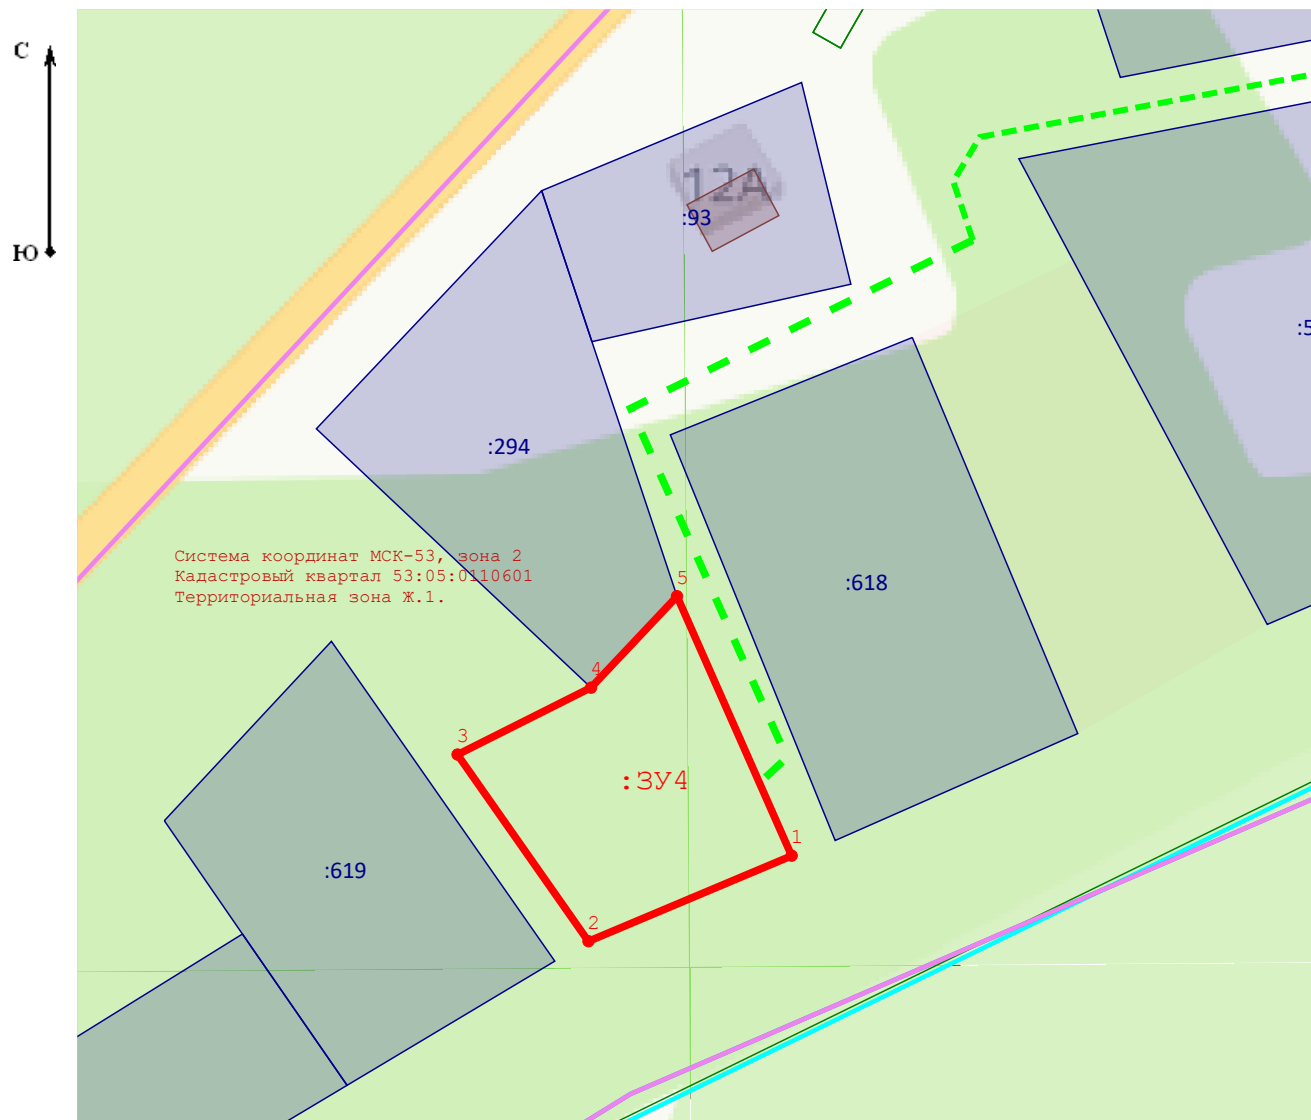 С
12А
:93
Ю
:5
:294
Система координат МСК-53, зона 2
Кадастровый квартал 53:05:0110601
Территориальная зона Ж.1.
5
:618
4
3
:ЗУ4
1
:619
2